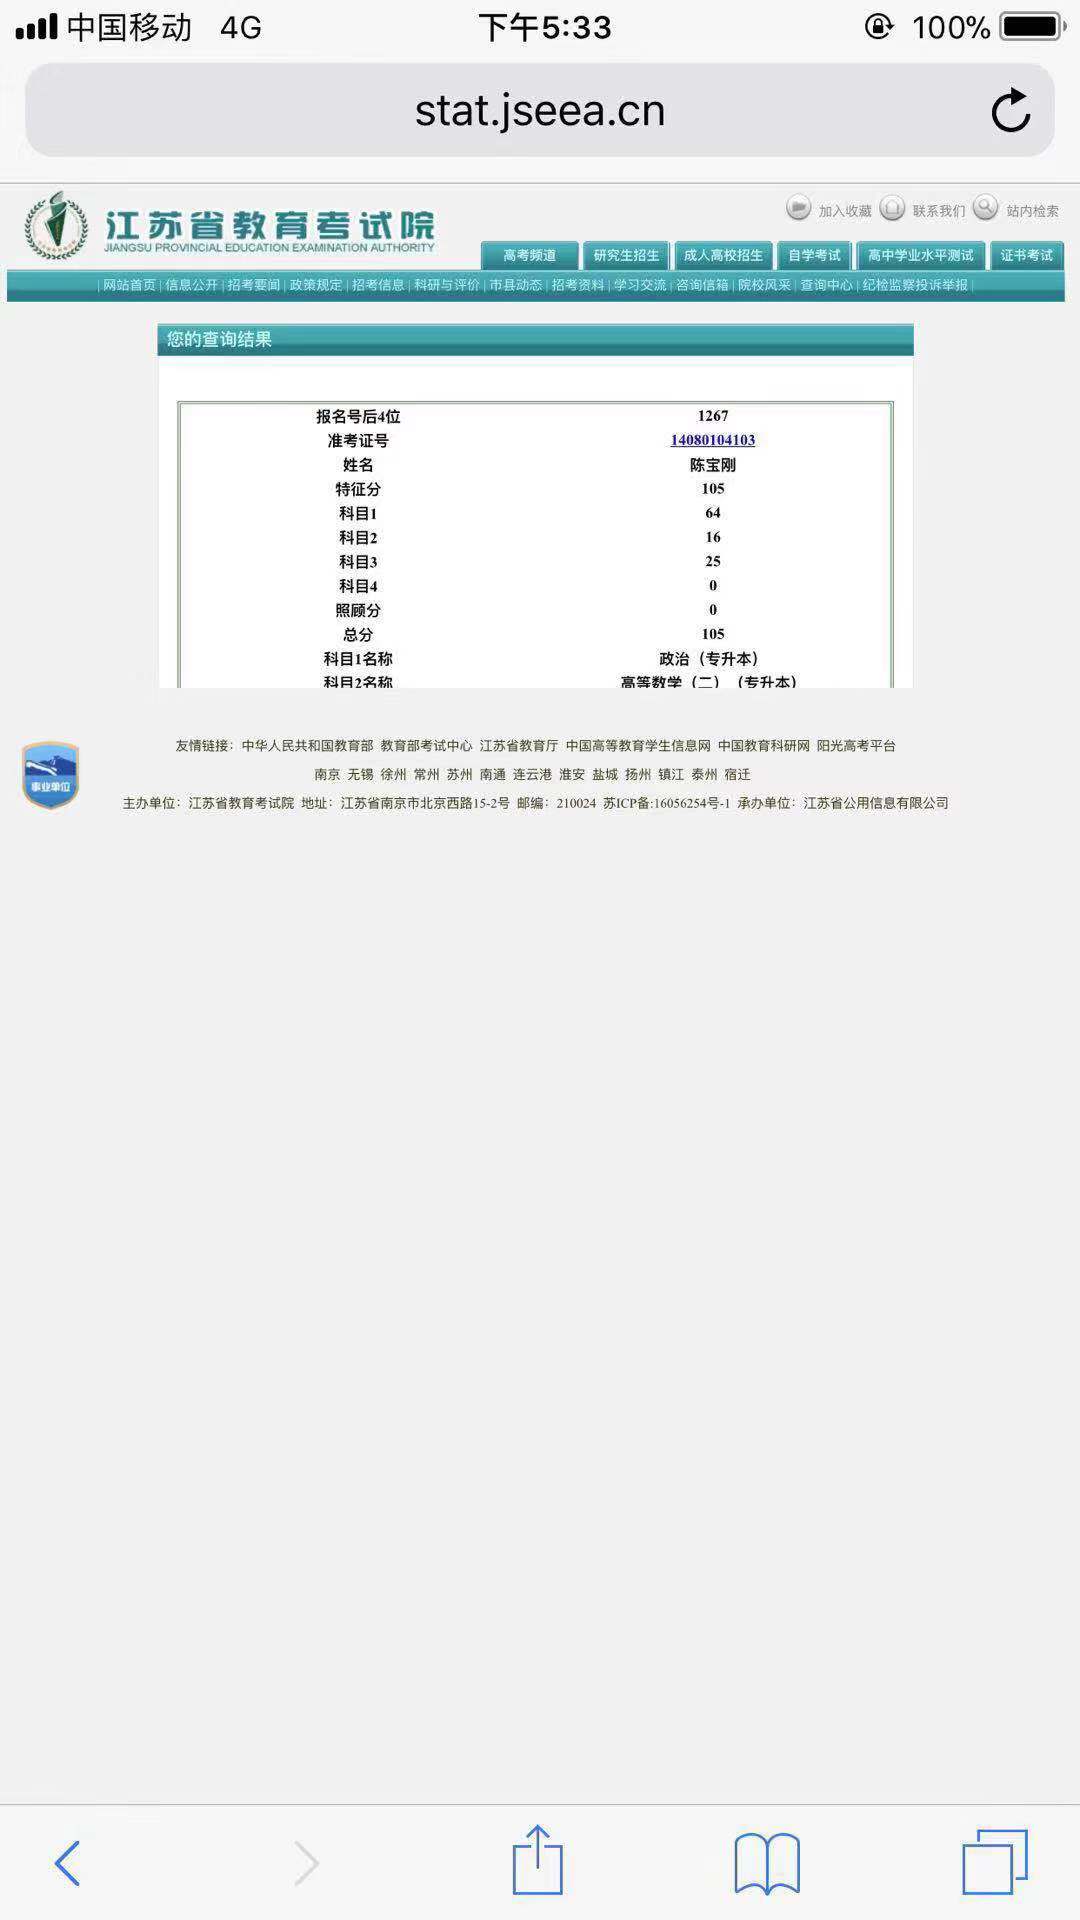 中国移动 4G 下午5:33 100%
stat.jseea.cn
江苏省教育考试院
JIANGSU PROVINCIAL EDUCATION EXAMINATION AUTHORITY
加入收藏 联系我们 站内检索
高考频道 研究生招生 成人高校招生 自学考试 高中学业水平测试 证书考试
| 网站首页 | 信息公开 | 招考要闻 | 政策规定 | 招考信息 | 科研与评价 | 市县动态 | 招考资料 | 学习交流 | 咨询信箱 | 院校风采 | 查询中心 | 纪检监察投诉举报 |
您的查询结果
报名号后4位 1267
准考证号 14080104103
姓名 陈宝刚
特征分 105
科目1 64
科目2 16
科目3 25
科目4 0
照顾分 0
总分 105
科目1名称 政治（专升本）
科目2名称 高等数学（二）（专升本）
友情链接：中华人民共和国教育部 教育部考试中心 江苏省教育厅 中国高等教育学生信息网 中国教育科研网 阳光高考平台
南京 无锡 徐州 常州 苏州 南通 连云港 淮安 盐城 扬州 镇江 泰州 宿迁
事业单位
主办单位：江苏省教育考试院 地址：江苏省南京市北京西路15-2号 邮编：210024 苏ICP备:16056254号-1 承办单位：江苏省公用信息有限公司